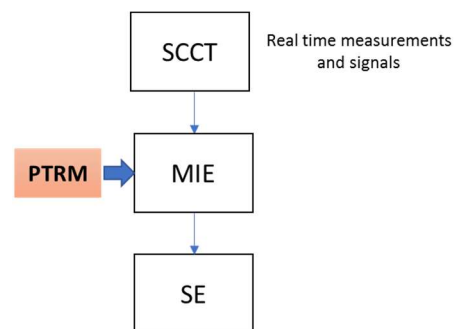 SCCT
Real time measurements
and signals
PTRM
MIE
SE